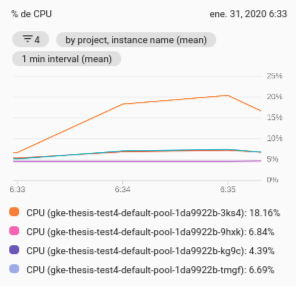 % de CPU
ene. 31, 2020 6:33
4
by project, instance name (mean)
1 min interval (mean)
25%
20%
15%
10%
5%
0%
6:33
6:34
6:35
CPU (gke-thesis-test4-default-pool-1da9922b-3ks4): 18.16%
CPU (gke-thesis-test4-default-pool-1da9922b-9hxk): 6.84%
CPU (gke-thesis-test4-default-pool-1da9922b-kg9c): 4.39%
CPU (gke-thesis-test4-default-pool-1da9922b-tmgf): 6.69%